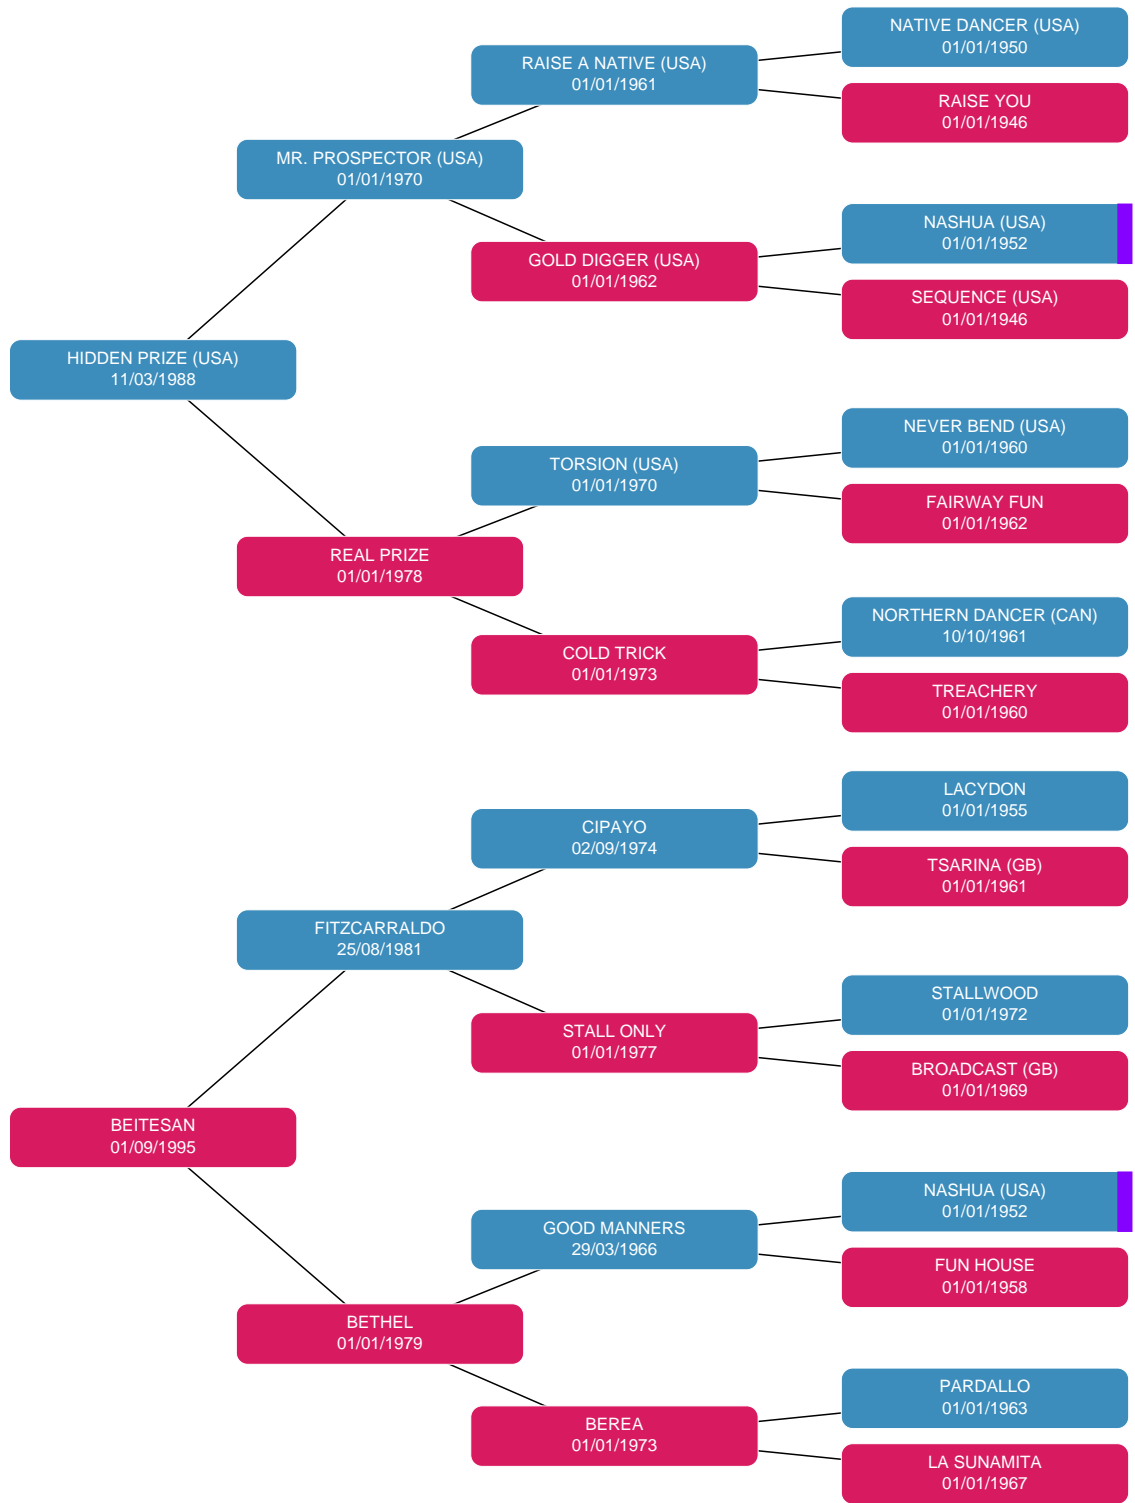 NATIVE DANCER (USA)
01/01/1950
RAISE A NATIVE (USA)
01/01/1961
RAISE YOU
01/01/1946
MR. PROSPECTOR (USA)
01/01/1970
NASHUA (USA)
01/01/1952
GOLD DIGGER (USA)
01/01/1962
SEQUENCE (USA)
01/01/1946
HIDDEN PRIZE (USA)
11/03/1988
NEVER BEND (USA)
01/01/1960
TORSION (USA)
01/01/1970
FAIRWAY FUN
01/01/1962
REAL PRIZE
01/01/1978
NORTHERN DANCER (CAN)
10/10/1961
COLD TRICK
01/01/1973
TREACHERY
01/01/1960
LACYDON
01/01/1955
CIPAYO
02/09/1974
TSARINA (GB)
01/01/1961
FITZCARRALDO
25/08/1981
STALLWOOD
01/01/1972
STALL ONLY
01/01/1977
BROADCAST (GB)
01/01/1969
BEITESAN
01/09/1995
NASHUA (USA)
01/01/1952
GOOD MANNERS
29/03/1966
FUN HOUSE
01/01/1958
BETHEL
01/01/1979
PARDALLO
01/01/1963
BEREA
01/01/1973
LA SUNAMITA
01/01/1967